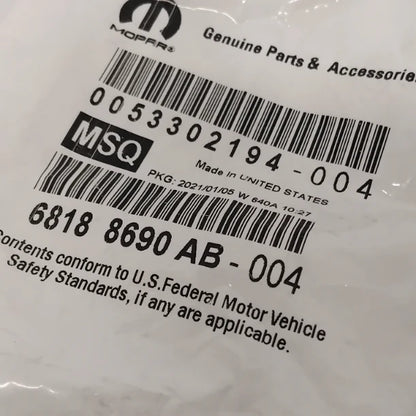 MOPAR®
Genuine Parts & Accessories
0053302194-004
MSQ
Made in UNITED STATES
PKG: 2021/01/05 W 640A 10:27
6818 8690 AB-004
Contents conform to U.S.Federal Motor Vehicle
Safety Standards, if any are applicable.